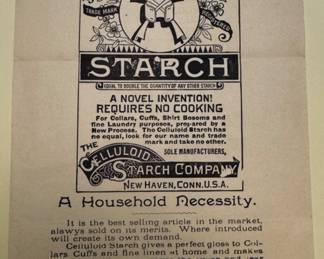 TRADE MARK
STARCH
EQUAL TO DOUBLE THE QUANTITY OF ANY OTHER STARCH
A NOVEL INVENTION!
REQUIRES NO COOKING
For Collars, Cuffs, Shirt Bosoms and
fine Laundry purposes, prepared by a
New Process. The Celluloid Starch has
no equal, look for our name and trade
mark and take no other.
SOLE MANUFACTURERS,
THE
CELLULOID
STARCH COMPANY
NEW HAVEN, CONN. U.S.A.
A Household Necessity.
It is the best selling article in the market,
alawys sold on its merits. Where introduced
will create its own demand.
Celluloid Starch gives a perfect gloss to Col-
lars Cuffs and fine linen at home and makes